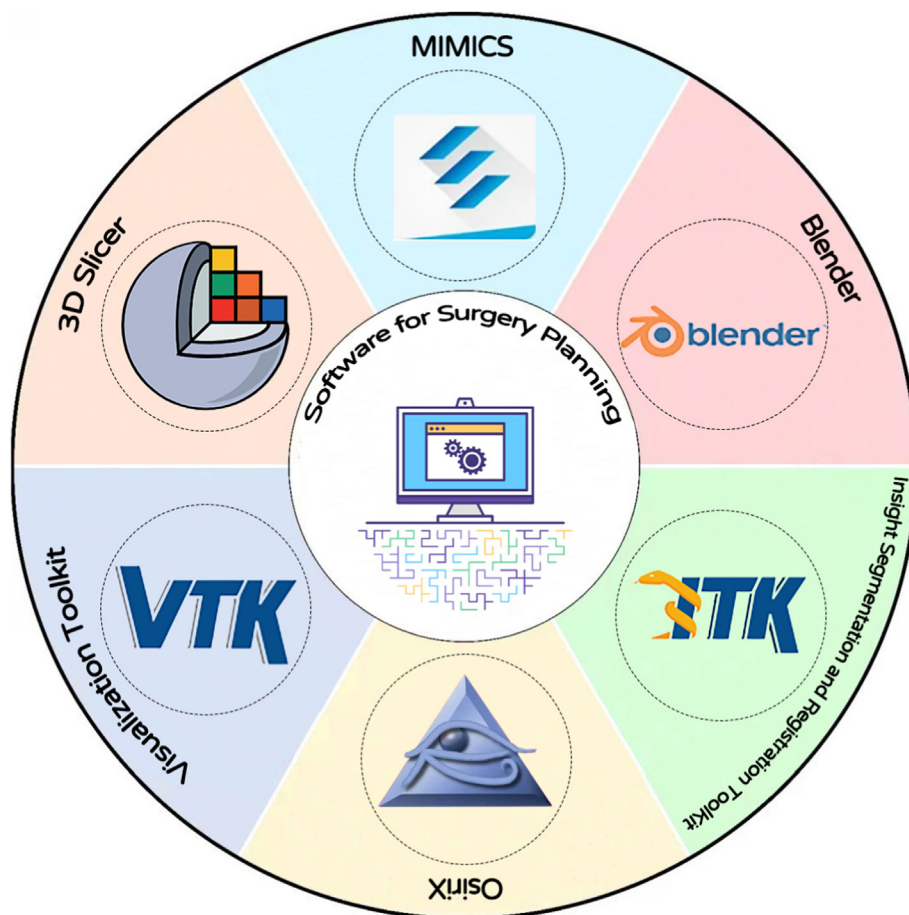 MIMICS
Blender
blender
Insight Segmentation and Registration Toolkit
ITK
OsiriX
Visualization Toolkit
VTK
3D Slicer
Software for Surgery Planning